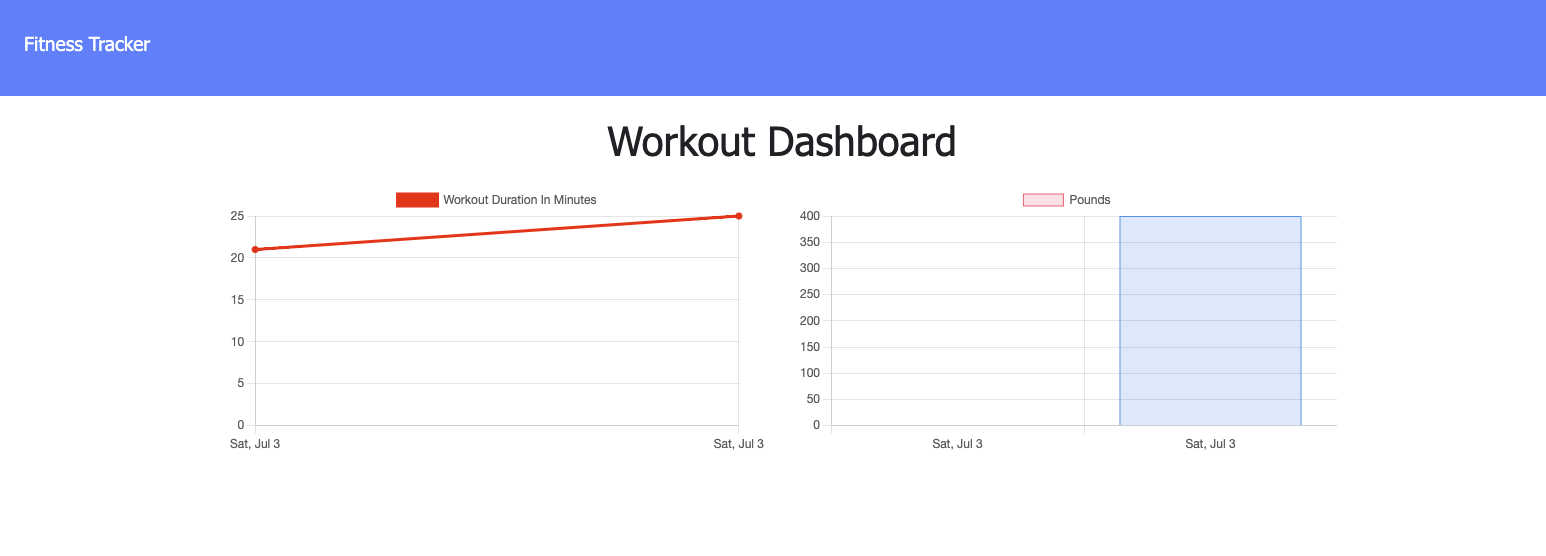 Fitness Tracker
Workout Dashboard
Workout Duration In Minutes
25
20
15
10
5
0
Sat, Jul 3 Sat, Jul 3
Pounds
400
350
300
250
200
150
100
50
0
Sat, Jul 3 Sat, Jul 3